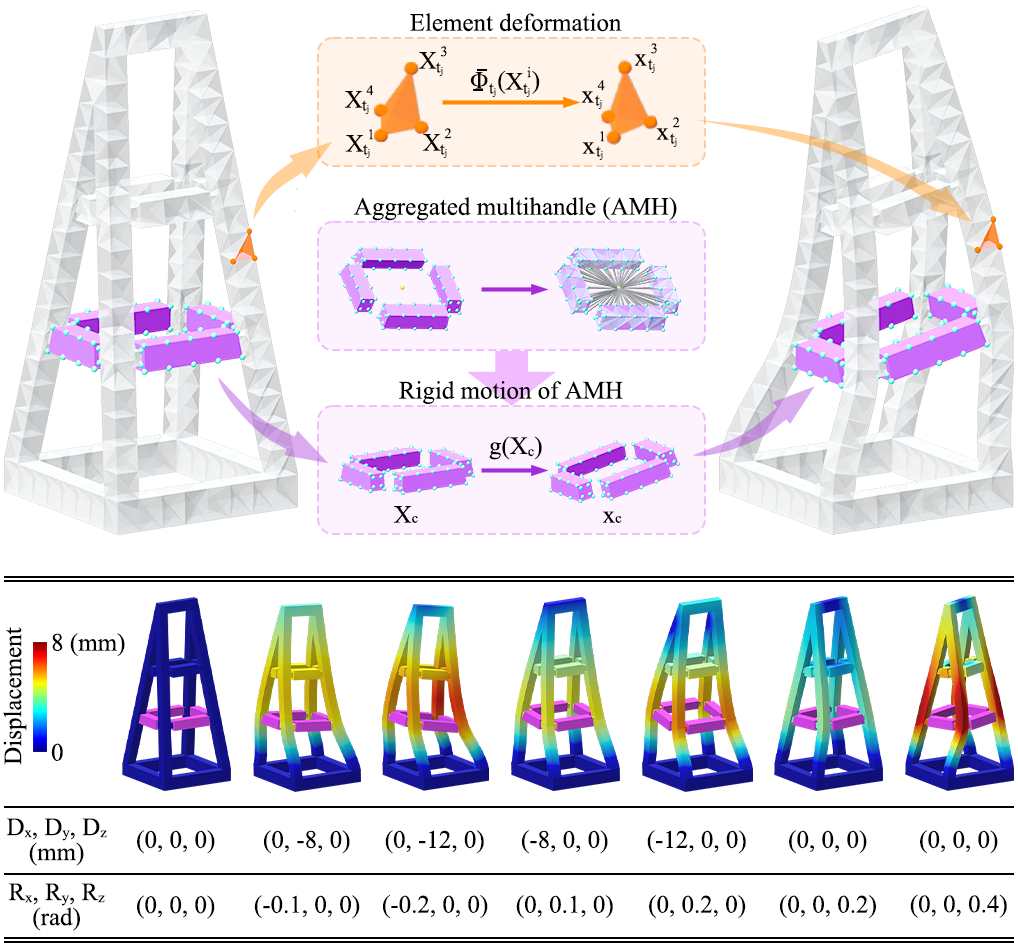 Element deformation
X_{t_j}^3
Φ̄_{t_j}(X_{t_j}^i)
x_{t_j}^3
X_{t_j}^4
x_{t_j}^4
X_{t_j}^1 X_{t_j}^2
x_{t_j}^1 x_{t_j}^2
Aggregated multihandle (AMH)
Rigid motion of AMH
g(X_c)
X_c x_c
Displacement
8 (mm)
0
D_x, D_y, D_z (0, 0, 0) (0, -8, 0) (0, -12, 0) (-8, 0, 0) (-12, 0, 0) (0, 0, 0) (0, 0, 0)
(mm)
R_x, R_y, R_z (0, 0, 0) (-0.1, 0, 0) (-0.2, 0, 0) (0, 0.1, 0) (0, 0.2, 0) (0, 0, 0.2) (0, 0, 0.4)
(rad)